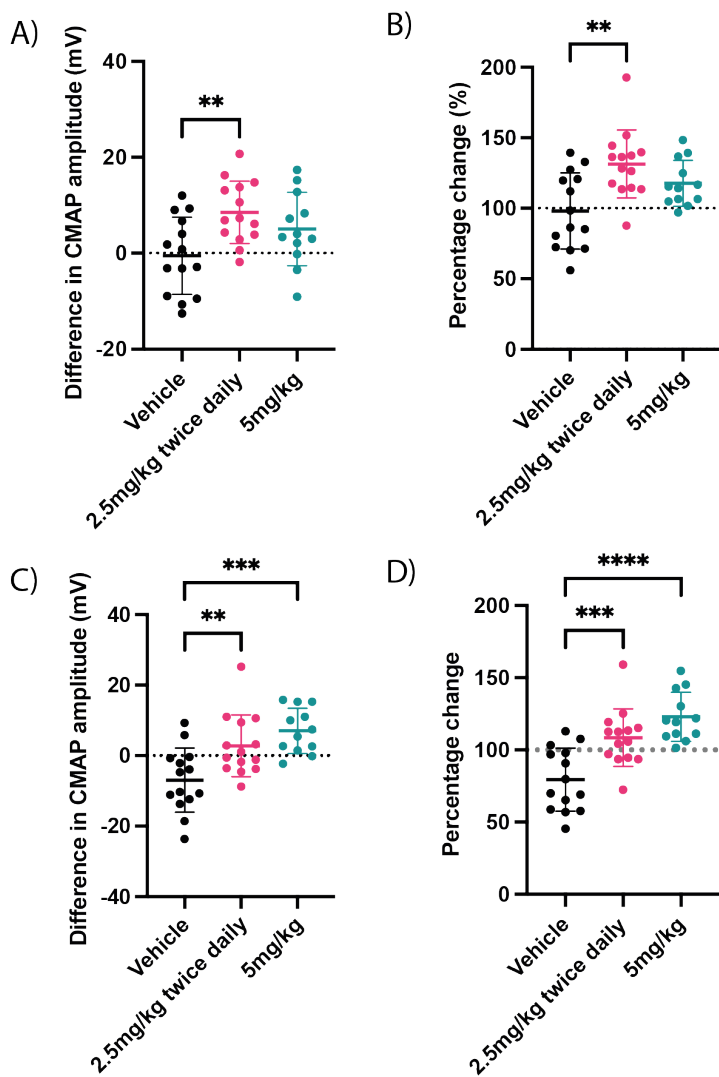 A)
Difference in CMAP amplitude (mV)
40
20
0
-20
**
Vehicle
2.5mg/kg twice daily
5mg/kg
B)
Percentage change (%)
200
150
100
50
0
**
Vehicle
2.5mg/kg twice daily
5mg/kg
C)
Difference in CMAP amplitude (mV)
40
20
0
-20
-40
***
**
Vehicle
2.5mg/kg twice daily
5mg/kg
D)
Percentage change
200
150
100
50
0
****
***
Vehicle
2.5mg/kg twice daily
5mg/kg